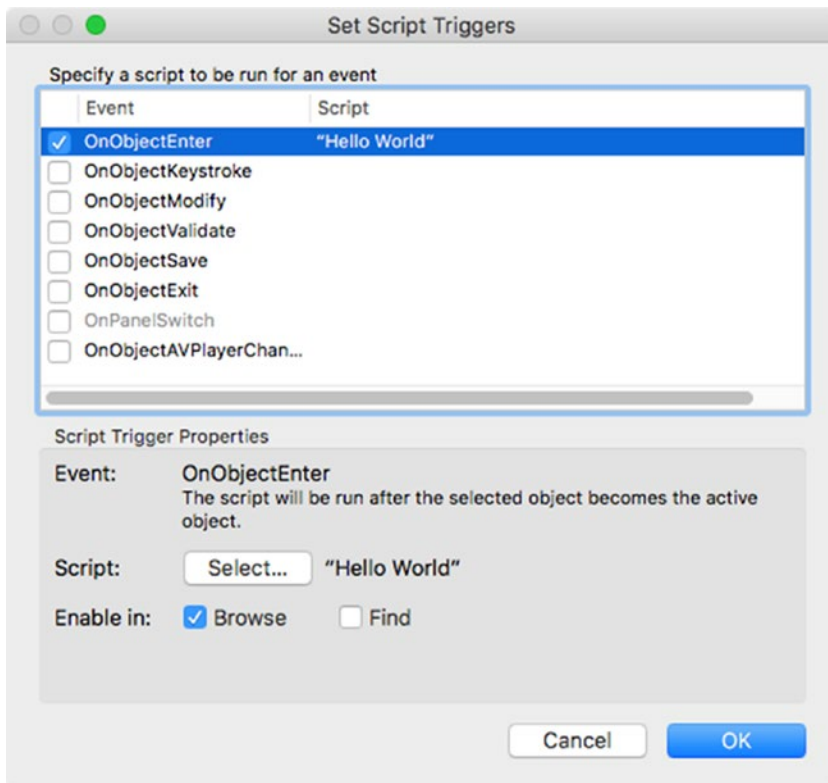 Set Script Triggers
Specify a script to be run for an event
Event Script
OnObjectEnter “Hello World”
OnObjectKeystroke
OnObjectModify
OnObjectValidate
OnObjectSave
OnObjectExit
OnPanelSwitch
OnObjectAVPlayerChan...
Script Trigger Properties
Event: OnObjectEnter
The script will be run after the selected object becomes the active
object.
Script: Select... “Hello World”
Enable in: Browse Find
Cancel OK